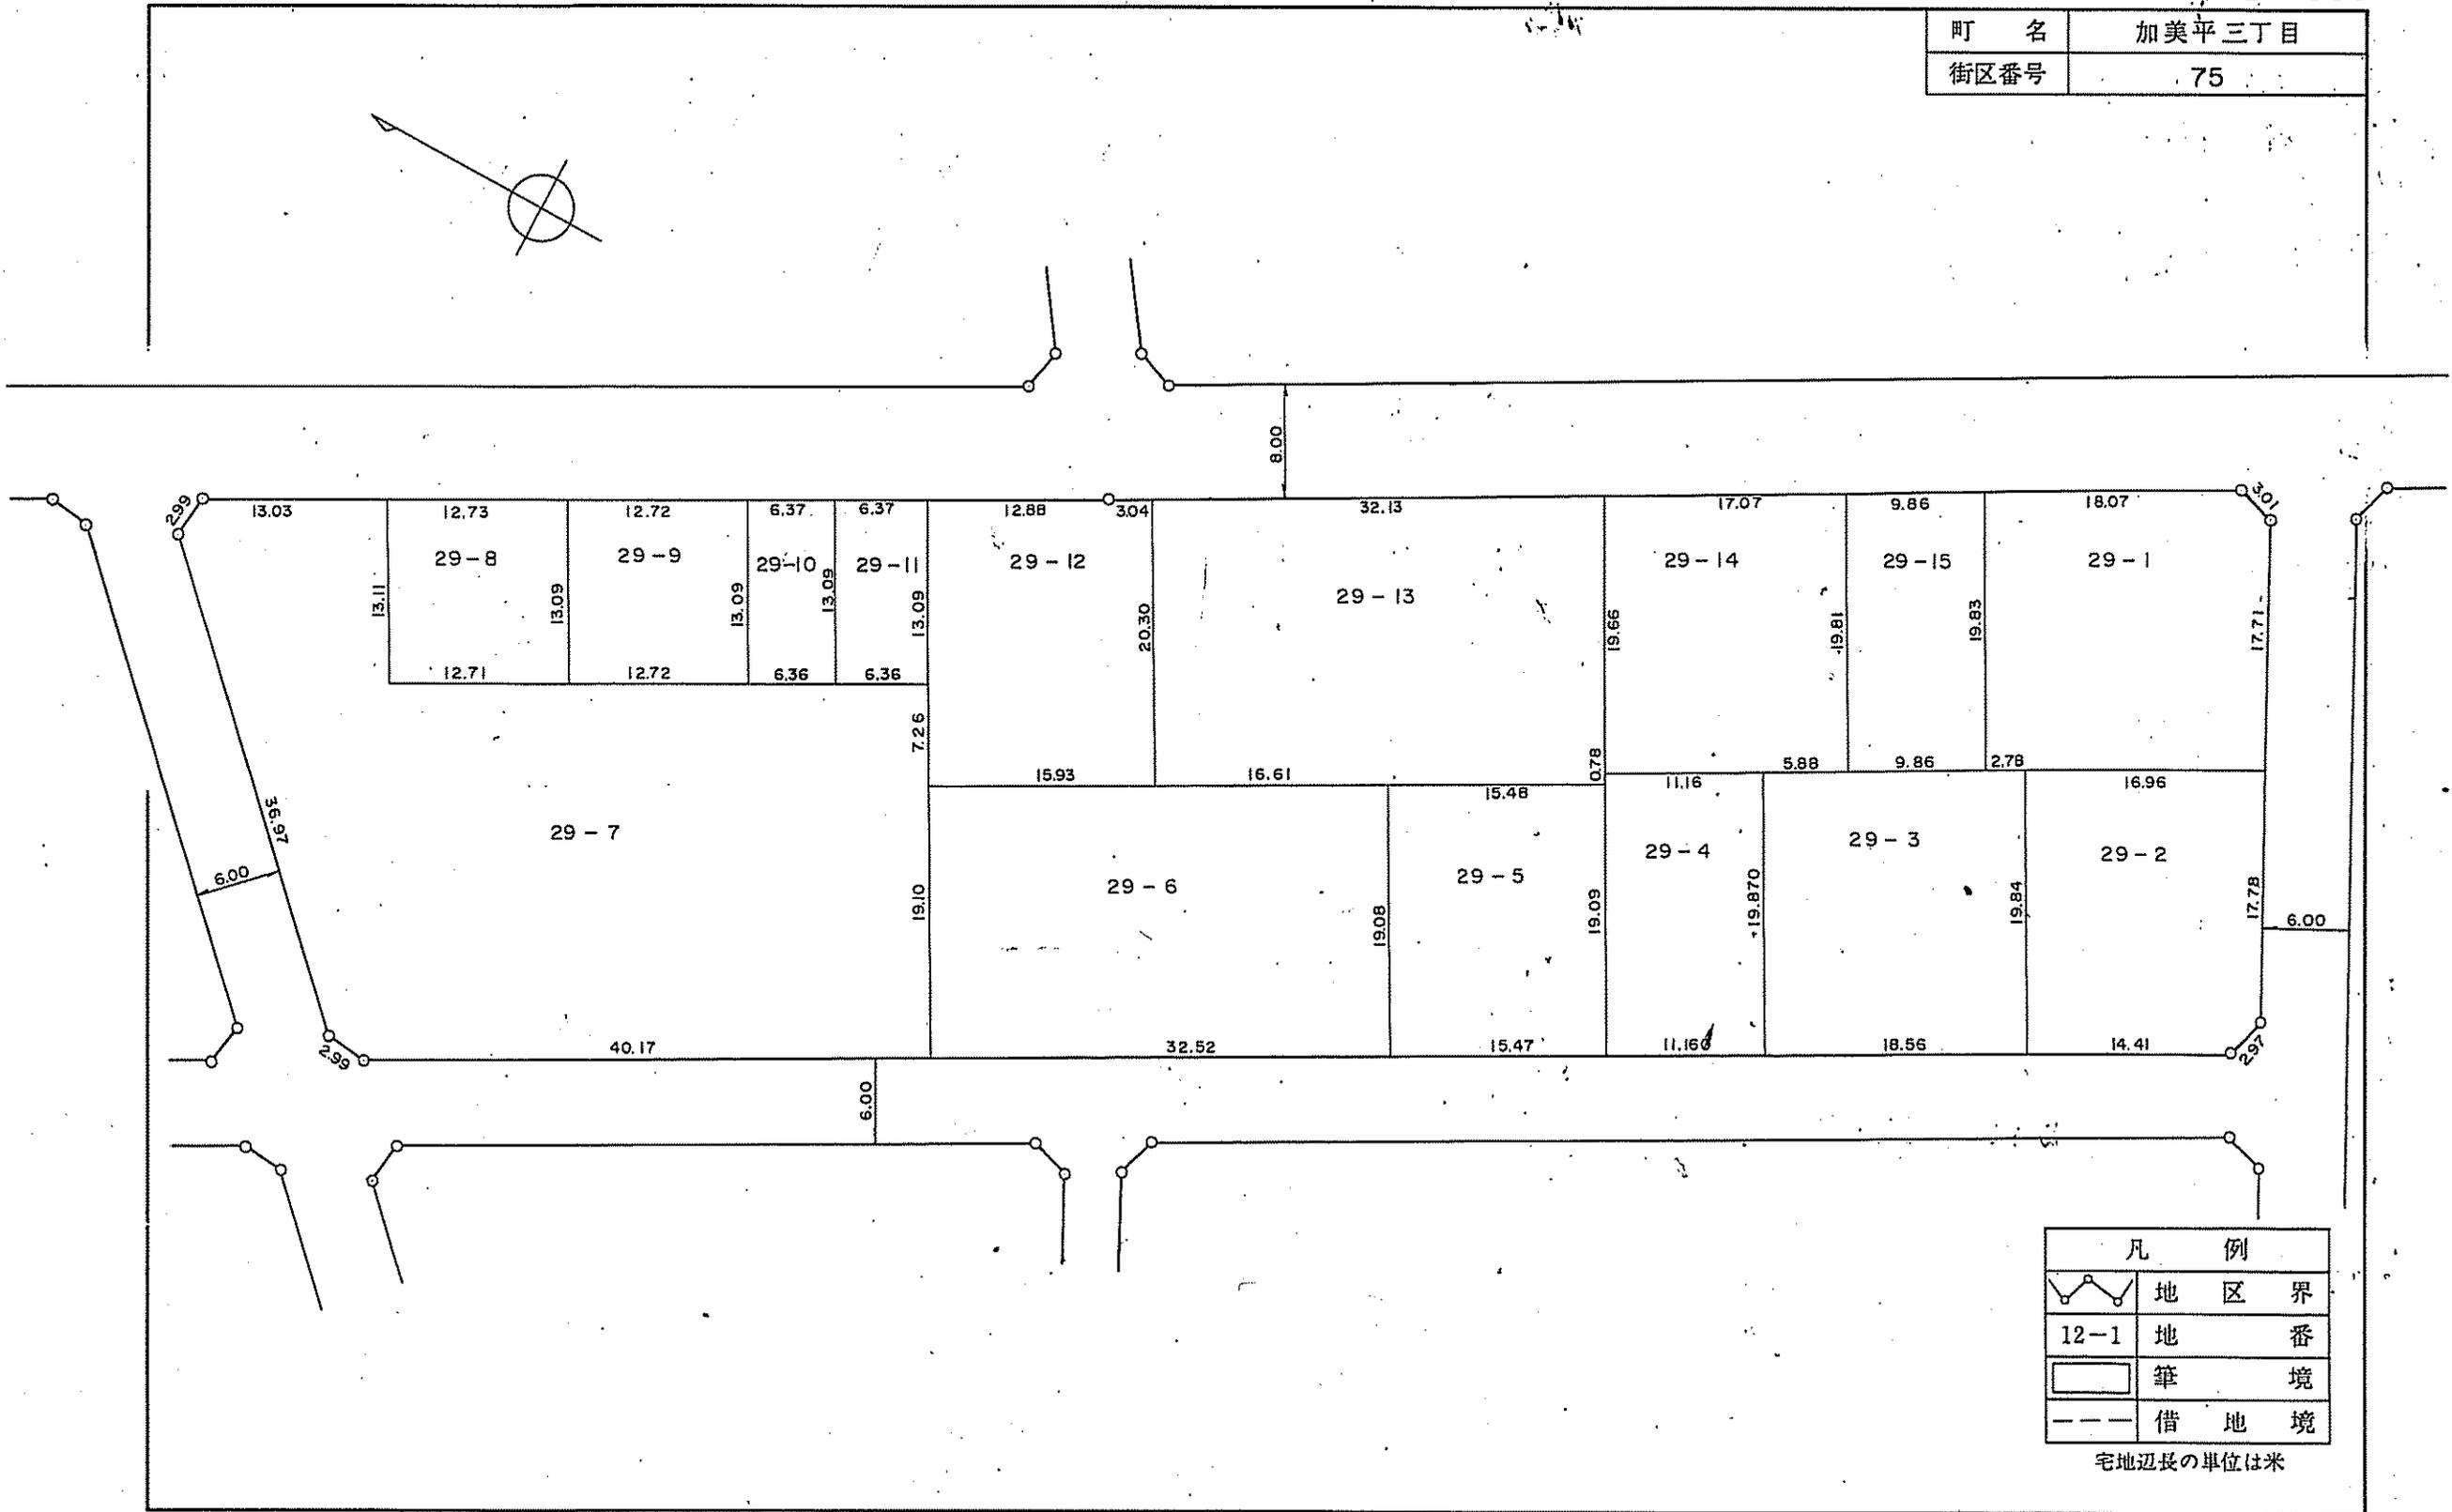 町 名 加美平三丁目
街区番号 75
8.00
2.99
13.03 12.73 12.72 6.37 6.37 12.88 3.04 32.13 17.07 9.86 18.07 3.01
29-8 29-9 29-10 29-11 29-12 29-13 29-14 29-15 29-1
13.11 13.09 13.09 13.09 13.09 20.30 19.66 19.81 19.83 17.71
12.71 12.72 6.36 6.36
7.26
15.93 16.61 0.78 15.48 11.16 5.88 9.86 2.78 16.96
36.97
6.00
29-7 29-6 29-5 29-4 29-3 29-2
19.10 19.08 19.09 19.870 19.84 17.78
6.00
2.99 40.17 32.52 15.47 11.160 18.56 14.41 2.97
6.00
凡 例
地 区 界
12-1 地 番
筆 境
借 地 境
宅地辺長の単位は米